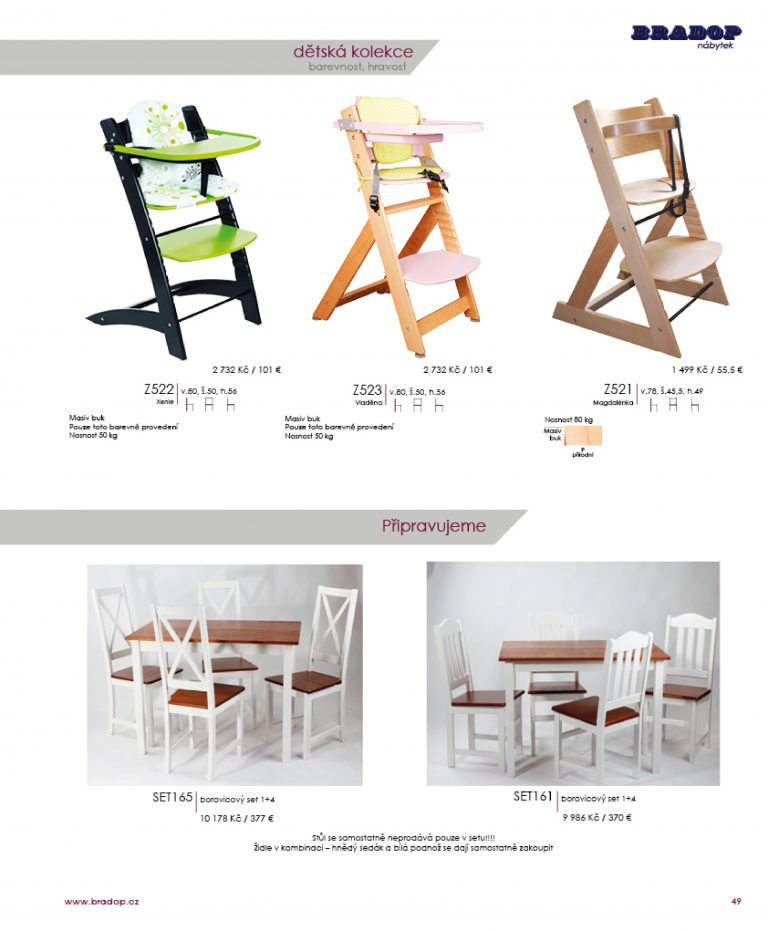 BRADOP
nábytek
dětská kolekce
barevnost, hravost
2 732 Kč / 101 €
Z522 v.80, š.50, h.56
Xenie
Masiv buk
Pouze toto barevné provedení
Nosnost 50 kg
2 732 Kč / 101 €
Z523 v.80, š.50, h.56
Vladěna
Masiv buk
Pouze toto barevné provedení
Nosnost 50 kg
1 499 Kč / 55,5 €
Z521 v.78, š.45,5, h.49
Magdalénka
Nosnost 80 kg
Masiv
buk
P
přírodní
Připravujeme
SET165 borovicový set 1+4
10 178 Kč / 377 €
SET161 borovicový set 1+4
9 986 Kč / 370 €
Stůl se samostatně neprodává pouze v setu!!!!
Židle v kombinaci – hnědý sedák a bílá podnož se dají samostatně zakoupit
www.bradop.cz
49